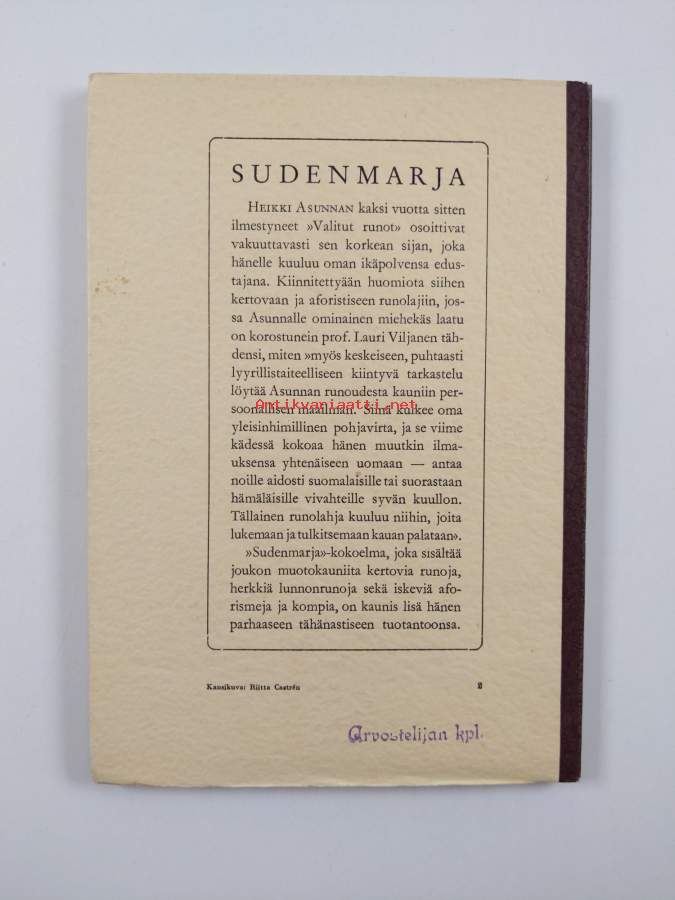 SUDENMARJA
HEIKKI ASUNNAN kaksi vuotta sitten
ilmestyneet »Valitut runot» osoittivat
vakuuttavasti sen korkean sijan, joka
hänelle kuuluu oman ikäpolvensa edus-
tajana. Kiinnitettyään huomiota siihen
kertovaan ja aforistiseen runolajiin, jos-
sa Asunnalle ominainen miehekäs laatu
on korostunein prof. Lauri Viljanen täh-
densi, miten »myös keskeiseen, puhtaasti
lyyrillistaiteelliseen kiintyvä tarkastelu
löytää Asunnan runoudesta kauniin per-
soonallisen maailman. Siinä kulkee oma
Antikvariaatti.net
yleisinhimillinen pohjavirta, ja se viime
kädessä kokoaa hänen muutkin ilma-
uksensa yhtenäiseen uomaan — antaa
noille aidosti suomalaisille tai suorastaan
hämäläisille vivahteille syvän kuullon.
Tällainen runolahja kuuluu niihin, joita
lukemaan ja tulkitsemaan kauan palataan».
»Sudenmarja»-kokoelma, joka sisältää
joukon muotokauniita kertovia runoja,
herkkiä lunnonrunoja sekä iskeviä afo-
rismeja ja kompia, on kaunis lisä hänen
parhaaseen tähänastiseen tuotantoonsa.
Kansikuva: Riitta Castrén
Arvostelijan kpl.